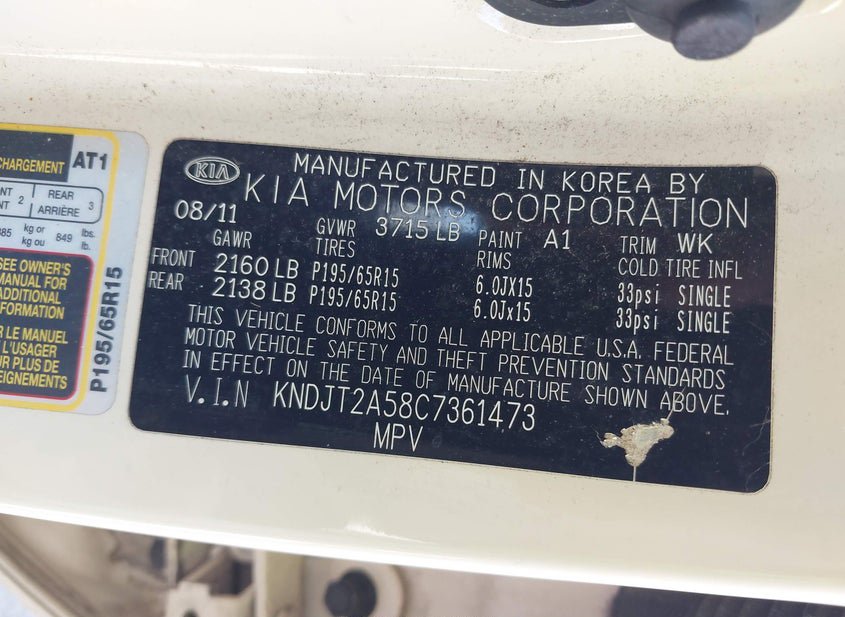 CHARGEMENT AT1
2 REAR 3
ARRIÈRE
385 kg or 849 lbs.
kg ou lb.
SEE OWNER'S
MANUAL FOR
ADDITIONAL
INFORMATION
LE MANUEL
L'USAGER
PLUS DE
P195/65R15
KIA
MANUFACTURED IN KOREA BY
KIA MOTORS CORPORATION
08/11 GVWR 3715 LB PAINT A1 TRIM WK
GAWR TIRES RIMS COLD TIRE INFL
FRONT 2160 LB P195/65R15 6.0JX15 33psi SINGLE
REAR 2138 LB P195/65R15 6.0Jx15 33psi SINGLE
THIS VEHICLE CONFORMS TO ALL APPLICABLE U.S.A. FEDERAL
MOTOR VEHICLE SAFETY AND THEFT PREVENTION STANDARDS
IN EFFECT ON THE DATE OF MANUFACTURE SHOWN ABOVE.
V.I.N KNDJT2A58C7361473
MPV